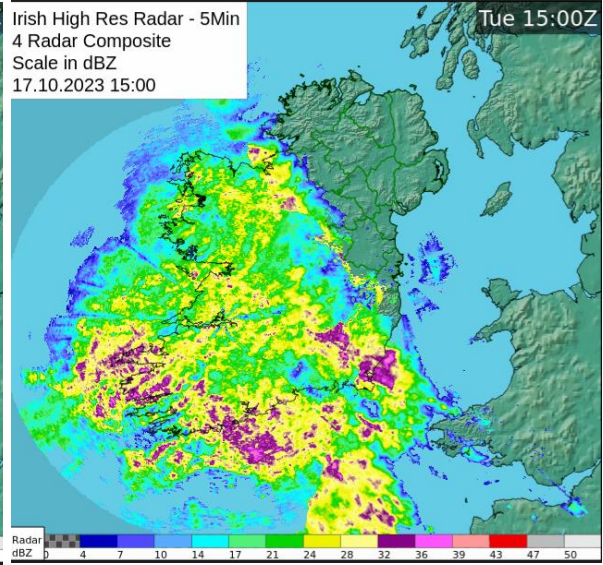 Irish High Res Radar - 5Min
4 Radar Composite
Scale in dBZ
17.10.2023 15:00
Tue 15:00Z
Radar
dBZ 0 4 7 10 14 17 21 24 28 32 36 39 43 47 50